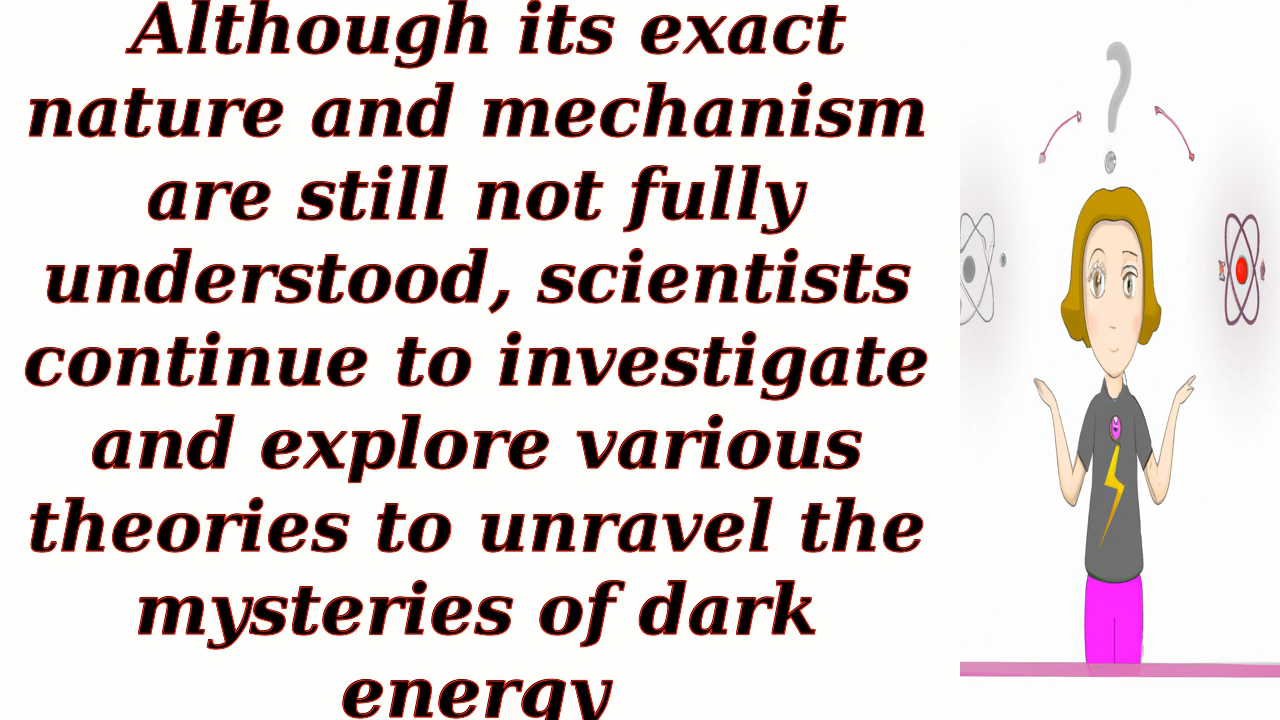 Although its exact
nature and mechanism
are still not fully
understood, scientists
continue to investigate
and explore various
theories to unravel the
mysteries of dark
energy
?